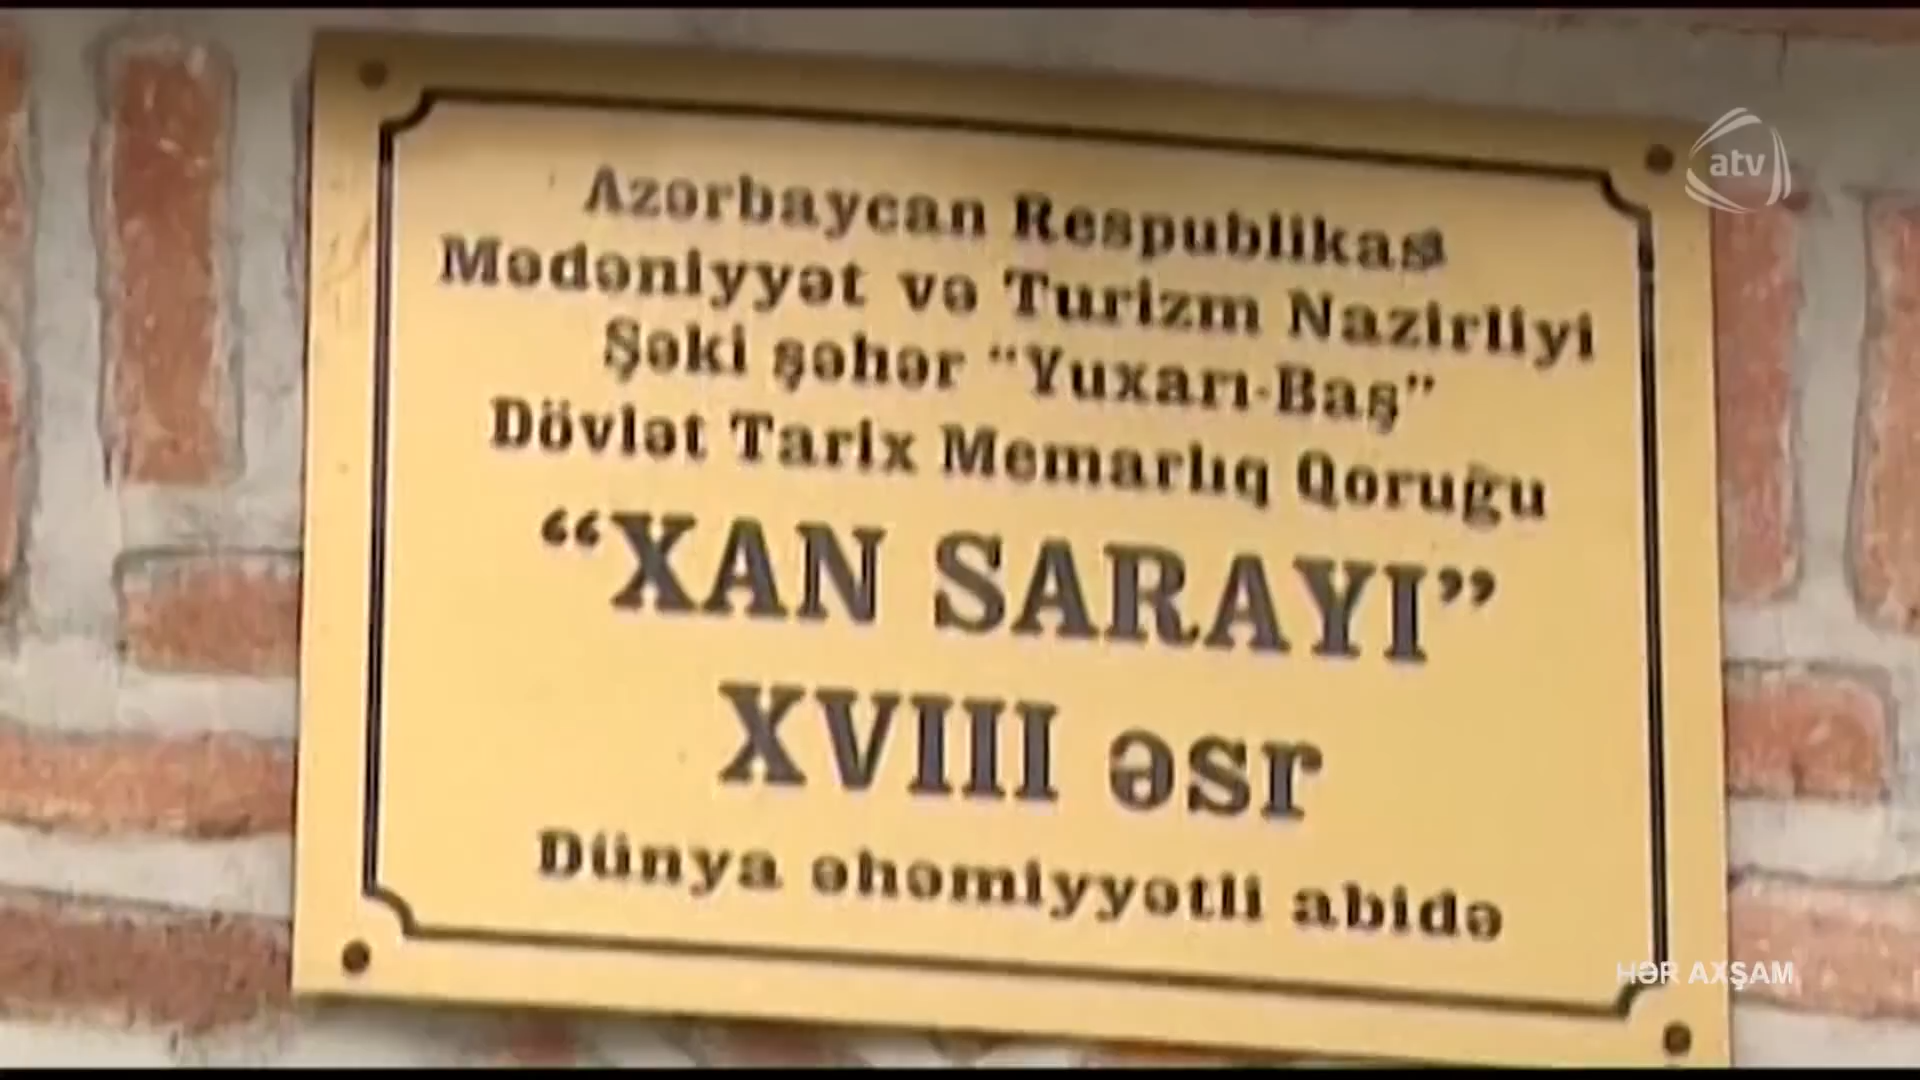 Azərbaycan Respublikası
Mədəniyyət və Turizm Nazirliyi
Şəki şəhər “Yuxarı-Baş”
Dövlət Tarix Memarlıq Qoruğu
“XAN SARAYI”
XVIII əsr
Dünya əhəmiyyətli abidə
atv
HƏR AXŞAM